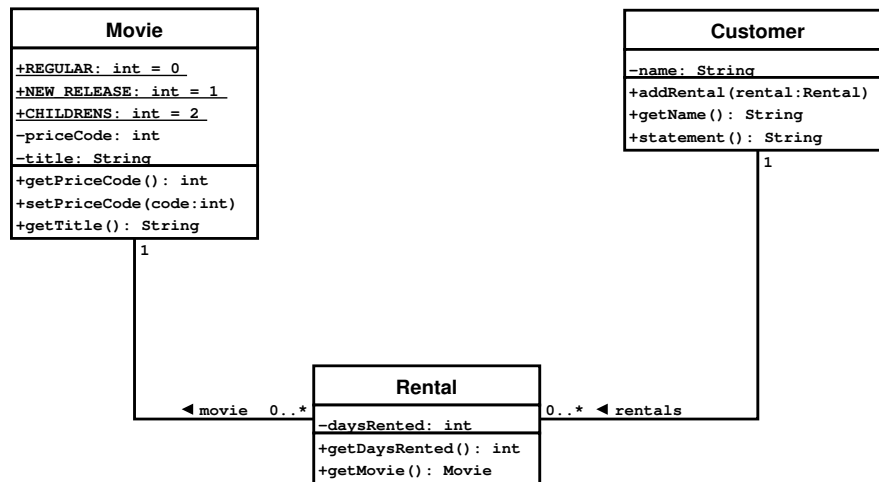 Movie
+REGULAR: int = 0
+NEW RELEASE: int = 1
+CHILDRENS: int = 2
-priceCode: int
-title: String
+getPriceCode(): int
+setPriceCode(code:int)
+getTitle(): String
1
Customer
-name: String
+addRental(rental:Rental)
+getName(): String
+statement(): String
1
◄ movie 0..*
Rental
-daysRented: int
+getDaysRented(): int
+getMovie(): Movie
0..* ◄ rentals